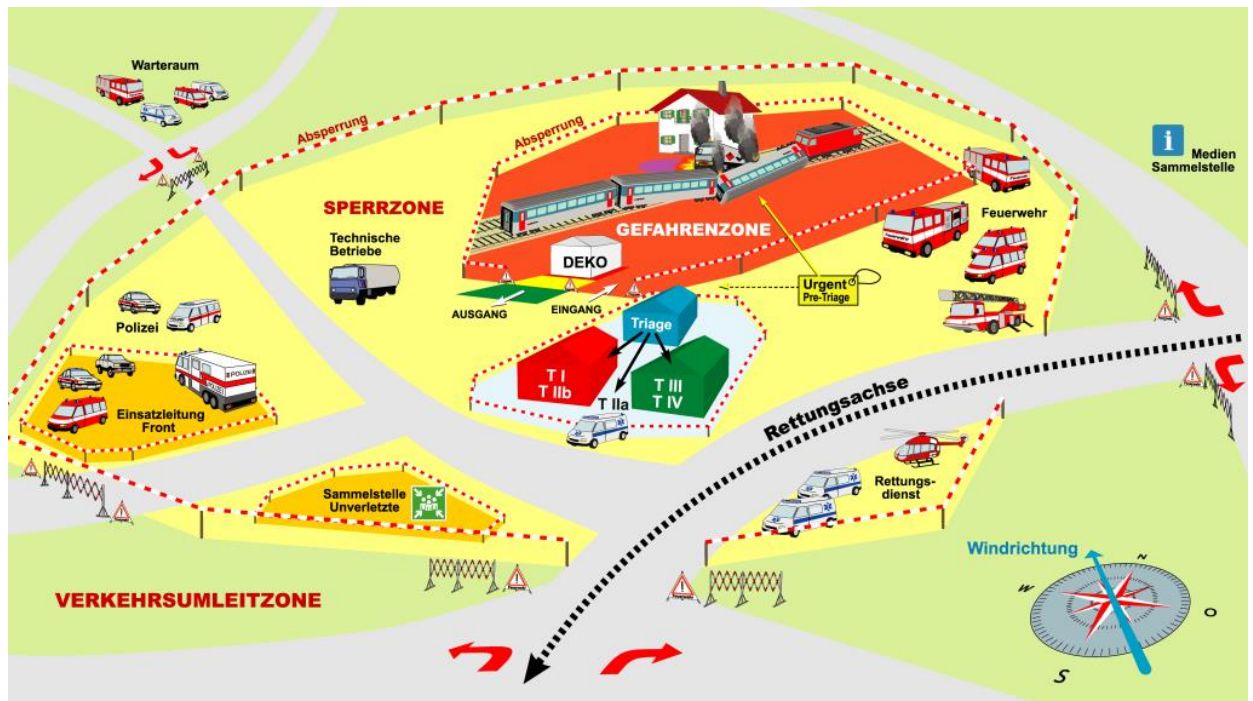 Warteraum
Absperrung
Absperrung
i
Medien
Sammelstelle
SPERRZONE
Feuerwehr
Technische
Betriebe
GEFAHRENZONE
DEKO
Urgent
Pre-Triage
AUSGANG
EINGANG
Polizei
Triage
POLIZEI
T I
T IIb
T III
T IV
T IIa
Rettungsachse
Einsatzleitung
Front
Rettungs-
dienst
Sammelstelle
Unverletzte
Windrichtung
N
W
O
S
VERKEHRSUMLEITZONE